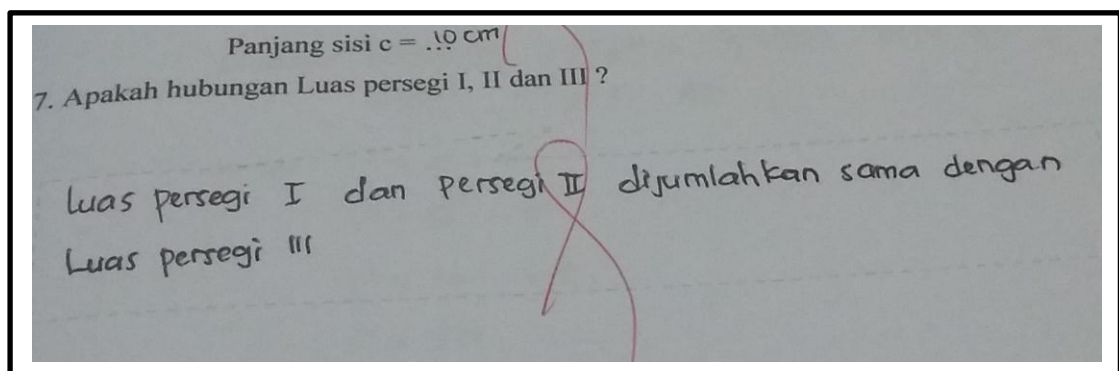 Panjang sisi c = ...10 cm
7. Apakah hubungan Luas persegi I, II dan III ?
luas persegi I dan persegi II dijumlahkan sama dengan
Luas persegi III